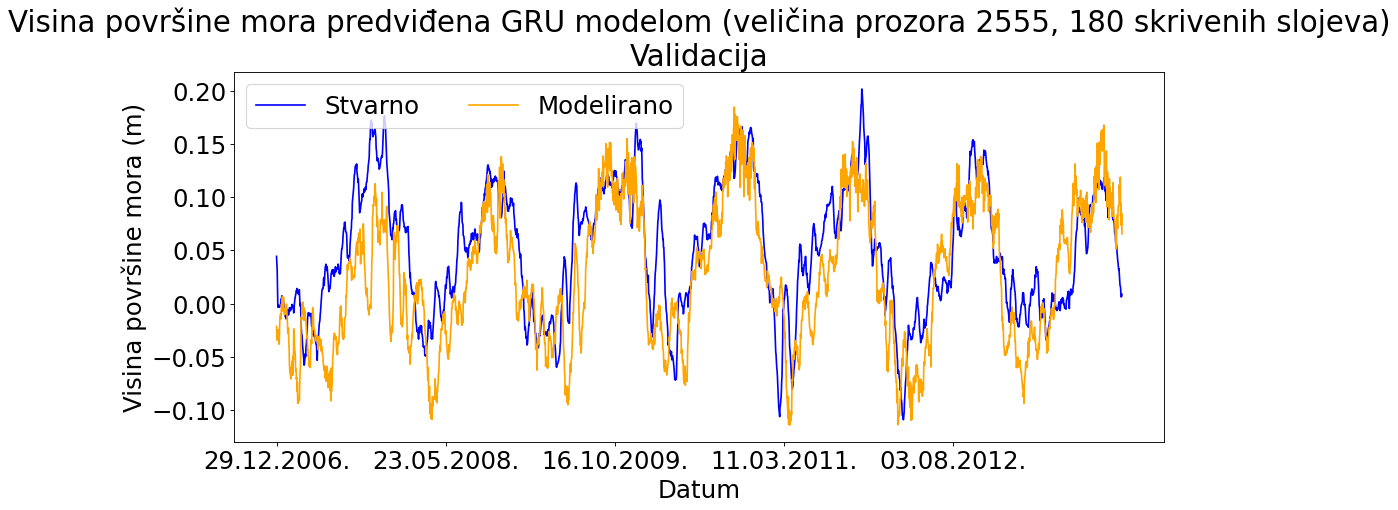 Visina površine mora predviđena GRU modelom (veličina prozora 2555, 180 skrivenih slojeva)
Validacija
Stvarno Modelirano
Visina površine mora (m)
0.20
0.15
0.10
0.05
0.00
−0.05
−0.10
29.12.2006. 23.05.2008. 16.10.2009. 11.03.2011. 03.08.2012.
Datum